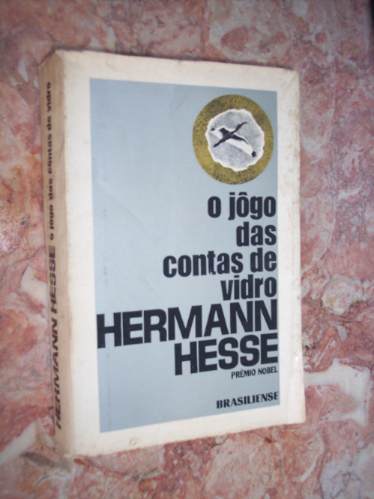 o jôgo
das
contas de
vidro
HERMANN
HESSE
PRÊMIO NOBEL
BRASILIENSE
HERMANN HESSE o jogo das contas de vidro